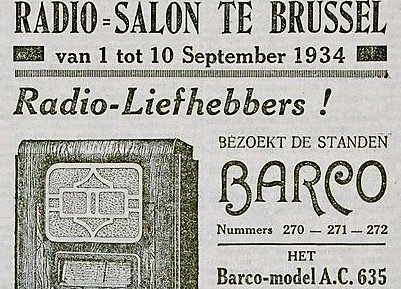 RADIO=SALON TE BRUSSEL
van 1 tot 10 September 1934
Radio-Liefhebbers !
BEZOEKT DE STANDEN
BARCO
Nummers 270 — 271 — 272
HET
Barco-model A.C. 635